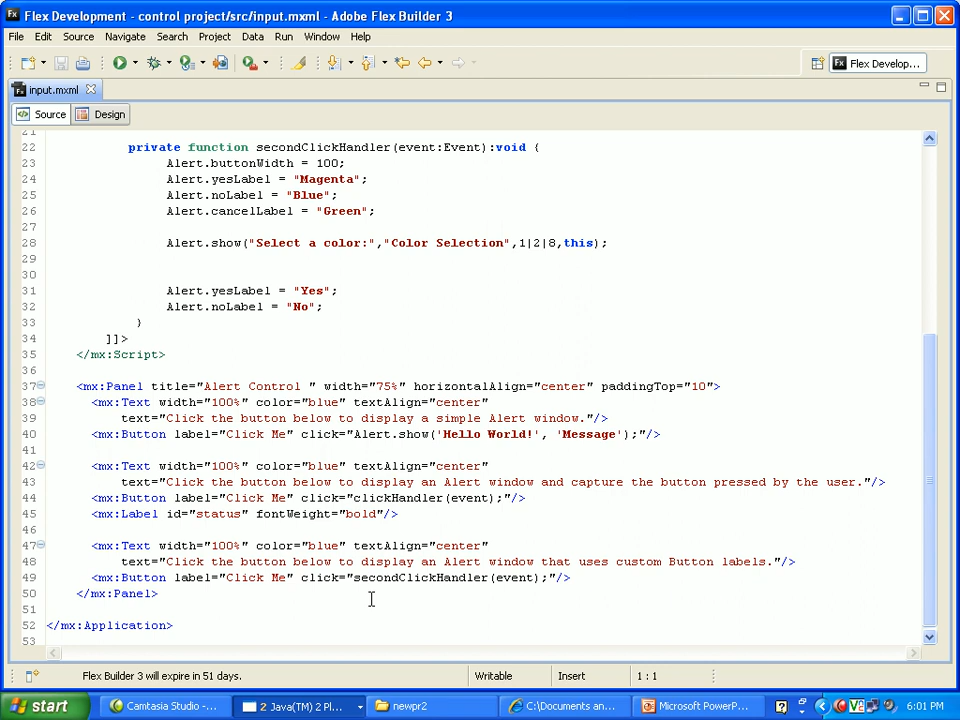 Flex Development - control project/src/input.mxml - Adobe Flex Builder 3
File Edit Source Navigate Search Project Data Run Window Help
Flex Develop...
input.mxml
Source Design
21
22 private function secondClickHandler(event:Event):void {
23 Alert.buttonWidth = 100;
24 Alert.yesLabel = "Magenta";
25 Alert.noLabel = "Blue";
26 Alert.cancelLabel = "Green";
27
28 Alert.show("Select a color:","Color Selection",1|2|8,this);
29
30
31 Alert.yesLabel = "Yes";
32 Alert.noLabel = "No";
33 }
34 ]]>
35 </mx:Script>
36
37 <mx:Panel title="Alert Control " width="75%" horizontalAlign="center" paddingTop="10">
38 <mx:Text width="100%" color="blue" textAlign="center"
39 text="Click the button below to display a simple Alert window."/>
40 <mx:Button label="Click Me" click="Alert.show('Hello World!', 'Message');"/>
41
42 <mx:Text width="100%" color="blue" textAlign="center"
43 text="Click the button below to display an Alert window and capture the button pressed by the user."/>
44 <mx:Button label="Click Me" click="clickHandler(event);"/>
45 <mx:Label id="status" fontWeight="bold"/>
46
47 <mx:Text width="100%" color="blue" textAlign="center"
48 text="Click the button below to display an Alert window that uses custom Button labels."/>
49 <mx:Button label="Click Me" click="secondClickHandler(event);"/>
50 </mx:Panel>
51
52 </mx:Application>
53
Flex Builder 3 will expire in 51 days. Writable Insert 1 : 1
start Camtasia Studio - ... 2 Java(TM) 2 Plat... newpr2 C:\Documents an... Microsoft PowerP... 6:01 PM